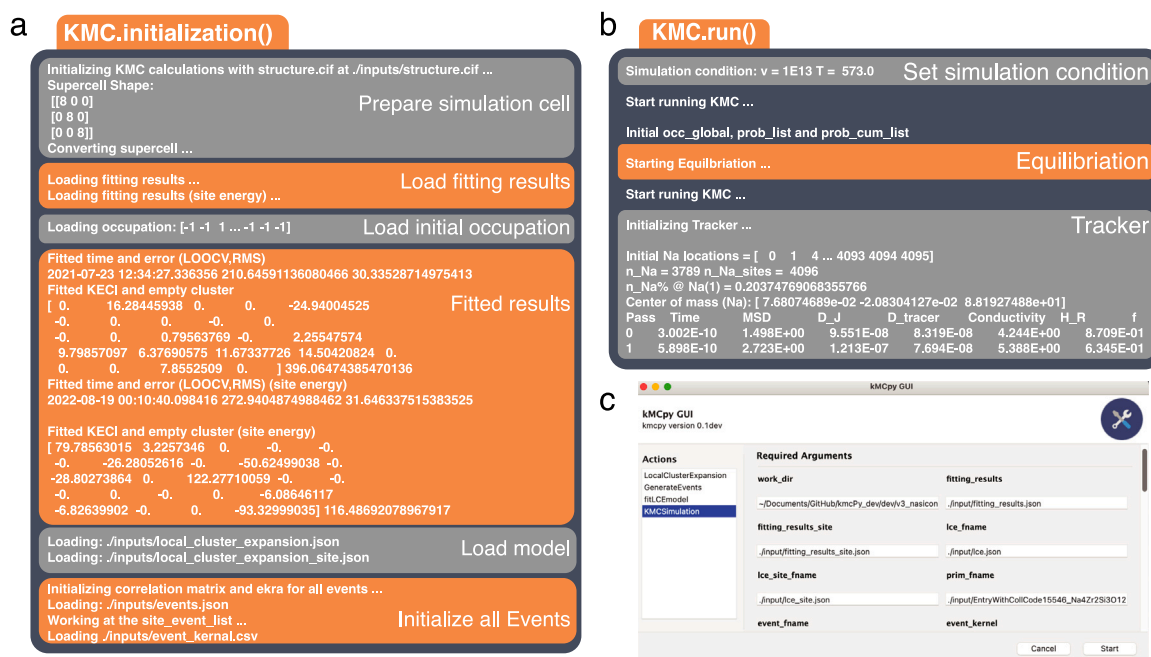 a
KMC.initialization()
Initializing KMC calculations with structure.cif at ./inputs/structure.cif ...
Supercell Shape:
[[8 0 0]
[0 8 0]
[0 0 8]]
Converting supercell ...
Prepare simulation cell
Loading fitting results ...
Loading fitting results (site energy) ...
Load fitting results
Loading occupation: [-1 -1 1 ... -1 -1 -1]
Load initial occupation
Fitted time and error (LOOCV,RMS)
2021-07-23 12:34:27.336356 210.64591136080466 30.33528714975413
Fitted KECI and empty cluster
[ 0. 16.28445938 0. 0. -24.94004525
-0. 0. 0. -0. 0.
-0. 0. 0.79563769 -0. 2.25547574
9.79857097 6.37690575 11.67337726 14.50420824 0.
0. 0. 7.8552509 0. ] 396.06474385470136
Fitted time and error (LOOCV,RMS) (site energy)
2022-08-19 00:10:40.098416 272.9404874988462 31.646337515383525
Fitted KECI and empty cluster (site energy)
[ 79.78563015 3.2257346 0. -0. -0.
-0. -26.28052616 -0. -50.62499038 -0.
-28.80273864 0. 122.27710059 -0. -0.
-0. 0. -0. 0. -6.08646117
-6.82639902 -0. 0. -93.32999035] 116.48692078967917
Fitted results
Loading: ./inputs/local_cluster_expansion.json
Loading: ./inputs/local_cluster_expansion_site.json
Load model
Initializing correlation matrix and ekra for all events ...
Loading: ./inputs/events.json
Working at the site_event_list ...
Loading ./inputs/event_kernal.csv
Initialize all Events
b
KMC.run()
Simulation condition: v = 1E13 T = 573.0
Set simulation condition
Start running KMC ...
Initial occ_global, prob_list and prob_cum_list
Starting Equilbriation ...
Equilibriation
Start runing KMC ...
Initializing Tracker ...
Tracker
Initial Na locations = [ 0 1 4 ... 4093 4094 4095]
n_Na = 3789 n_Na_sites = 4096
n_Na% @ Na(1) = 0.20374769068355766
Center of mass (Na): [ 7.68074689e-02 -2.08304127e-02 8.81927488e+01]
Pass Time MSD D_J D_tracer Conductivity H_R f
0 3.002E-10 1.498E+00 9.551E-08 8.319E-08 4.244E+00 8.709E-01
1 5.898E-10 2.723E+00 1.213E-07 7.694E-08 5.388E+00 6.345E-01
c
kMCpy GUI
kMCpy GUI
kmcpy version 0.1dev
Actions
LocalClusterExpansion
GenerateEvents
fitLCEmodel
KMCSimulation
Required Arguments
work_dir fitting_results
~/Documents/GitHub/kmcPy_dev/dev/v3_nasicon ./input/fitting_results.json
fitting_results_site lce_fname
./input/fitting_results_site.json ./input/lce.json
lce_site_fname prim_fname
./input/lce_site.json ./input/EntryWithCollCode15546_Na4Zr2Si3O12
event_fname event_kernel
Cancel Start